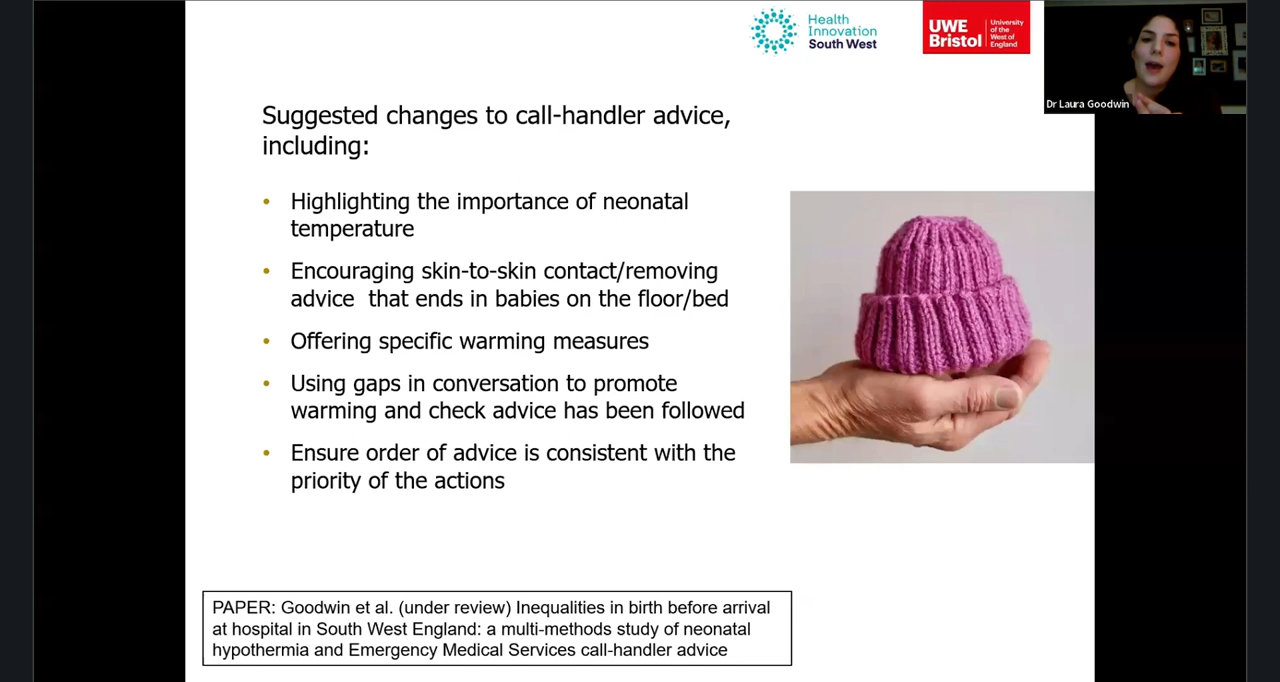 Health
Innovation
South West
UWE
Bristol
University
of the
West of
England
Dr Laura Goodwin
Suggested changes to call-handler advice,
including:
• Highlighting the importance of neonatal
temperature
• Encouraging skin-to-skin contact/removing
advice  that ends in babies on the floor/bed
• Offering specific warming measures
• Using gaps in conversation to promote
warming and check advice has been followed
• Ensure order of advice is consistent with the
priority of the actions
PAPER: Goodwin et al. (under review) Inequalities in birth before arrival
at hospital in South West England: a multi-methods study of neonatal
hypothermia and Emergency Medical Services call-handler advice